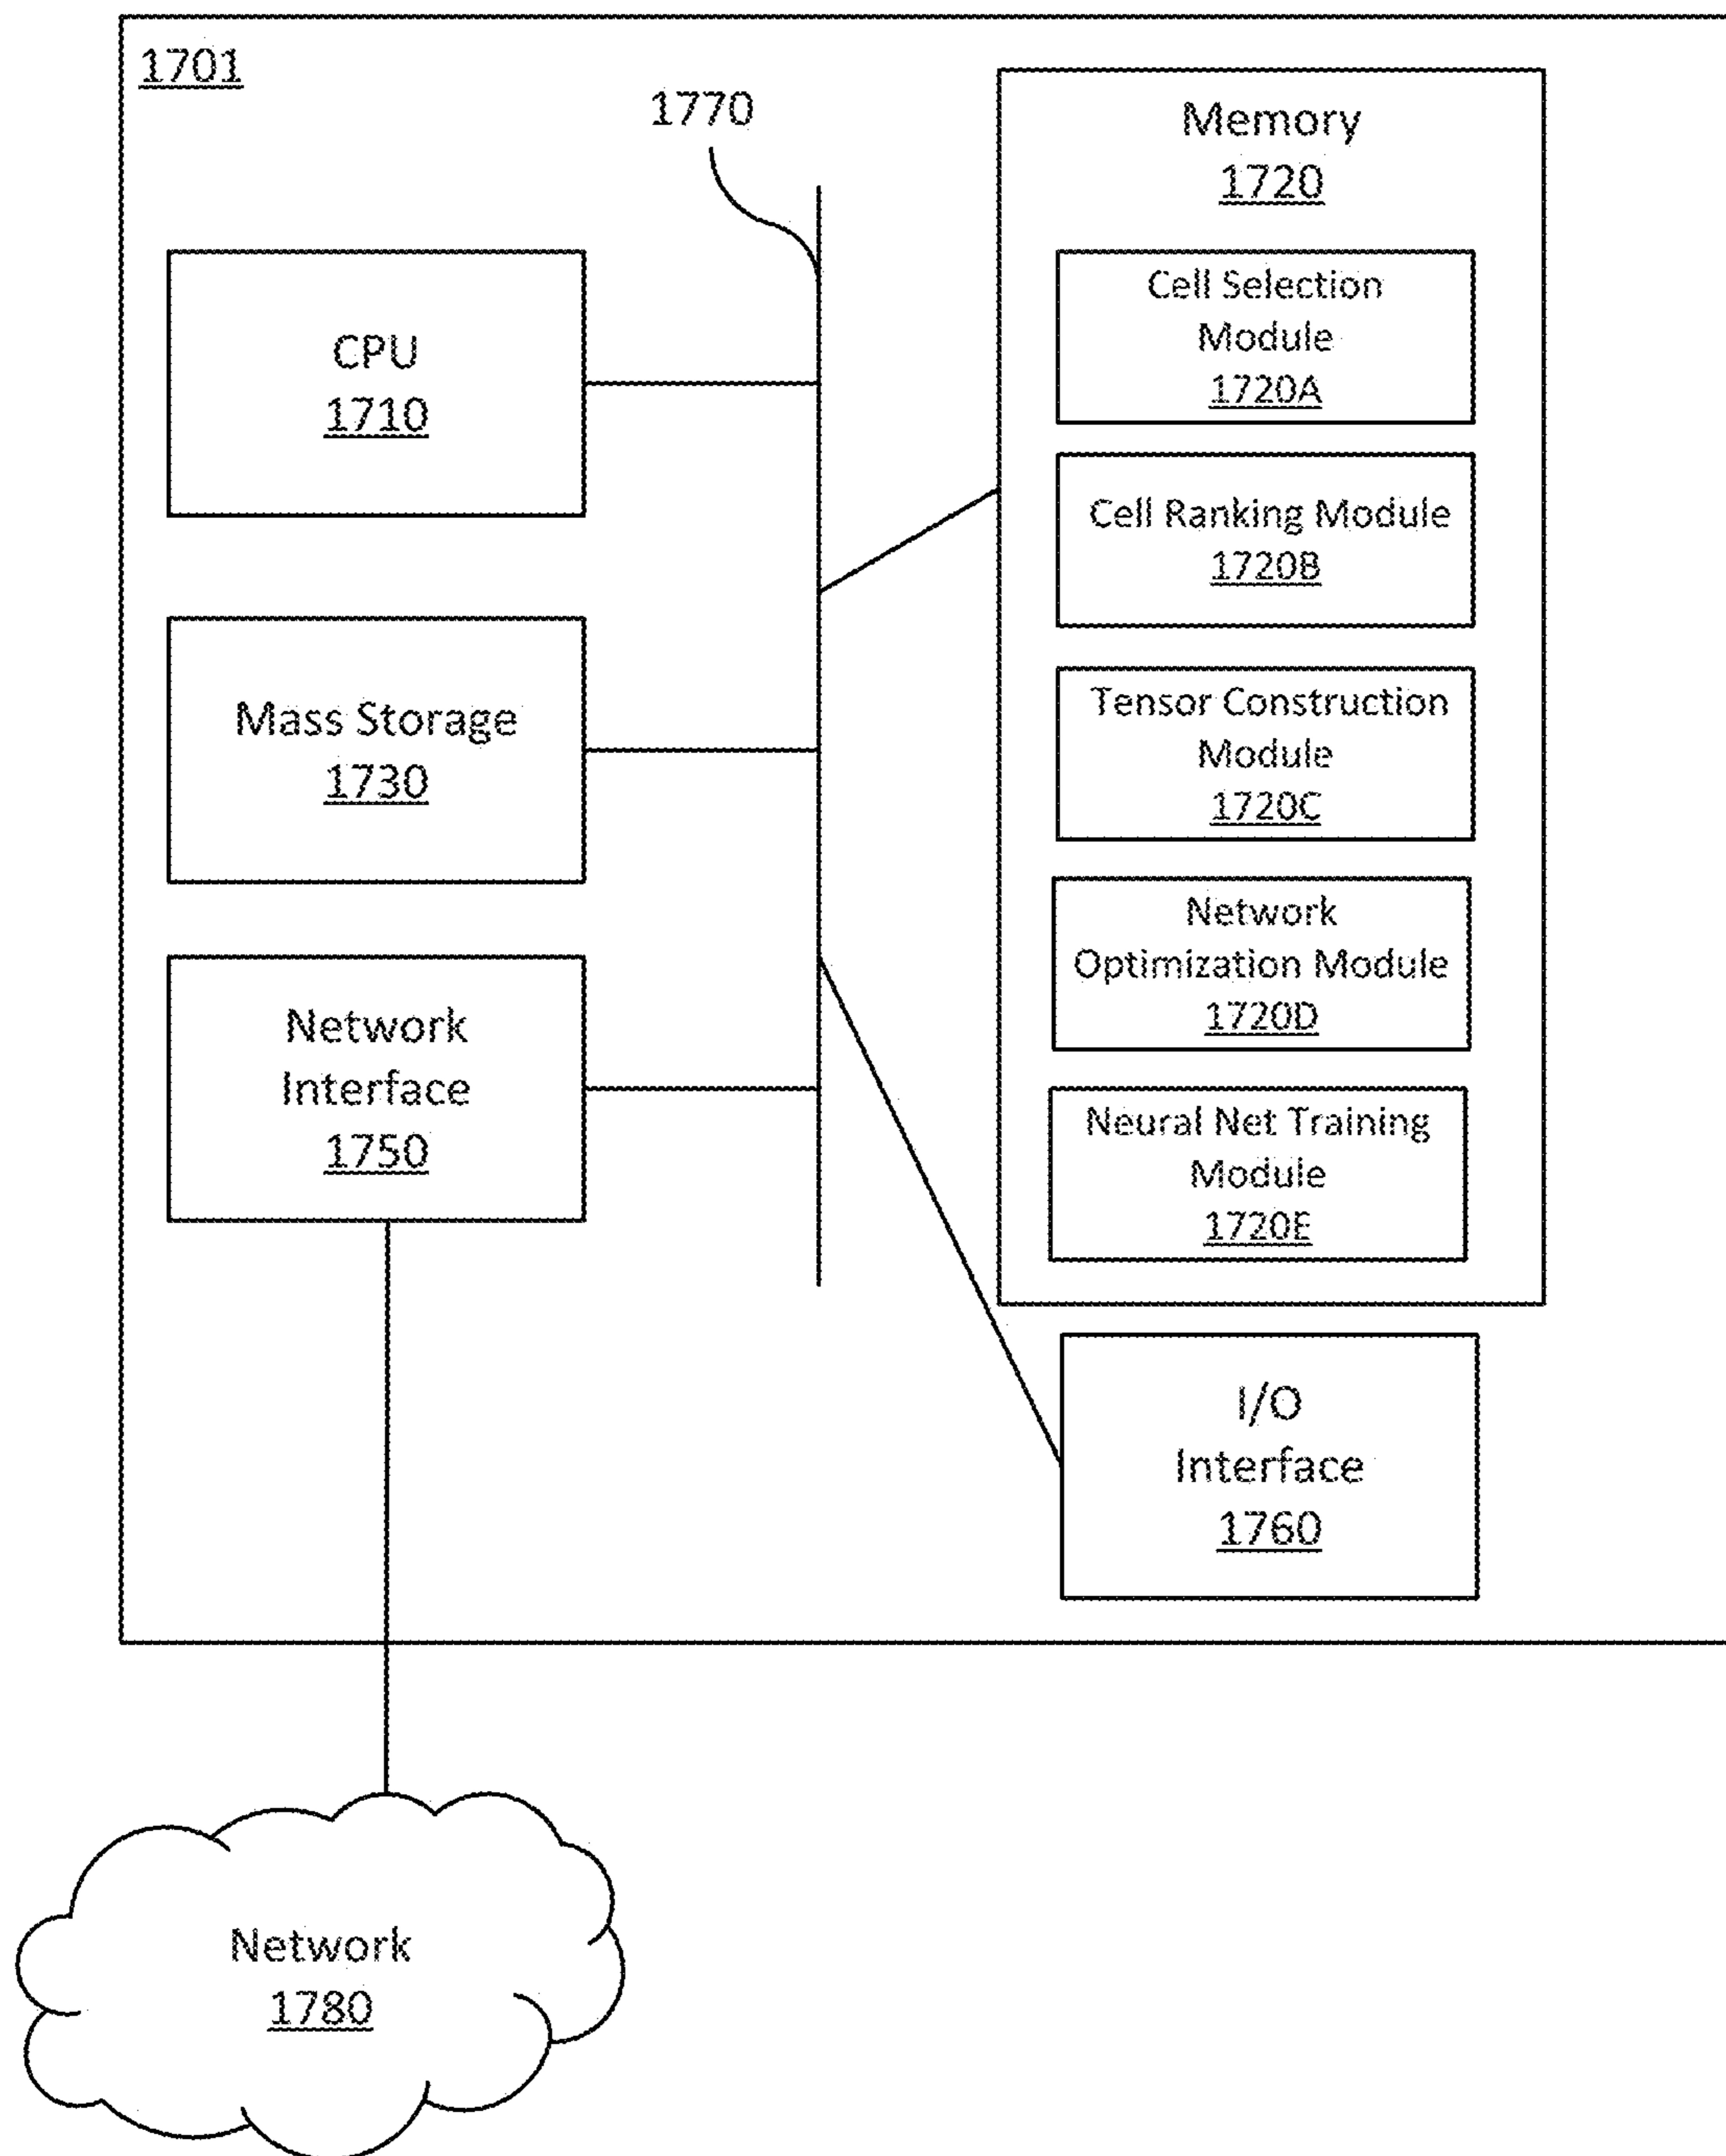 1701
1770
Memory
1720
Cell Selection
Module
1720A
CPU
1710
Cell Ranking Module
1720B
Mass Storage
1730
Tensor Construction
Module
1720C
Network
Optimization Module
1720D
Network
Interface
1750
Neural Net Training
Module
1720E
I/O
Interface
1760
Network
1780